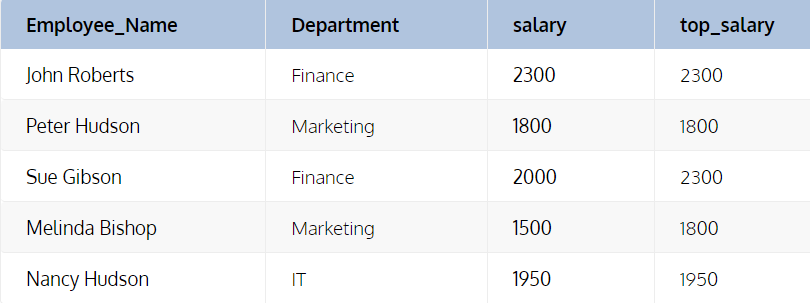 Employee_Name Department salary top_salary
John Roberts Finance 2300 2300
Peter Hudson Marketing 1800 1800
Sue Gibson Finance 2000 2300
Melinda Bishop Marketing 1500 1800
Nancy Hudson IT 1950 1950